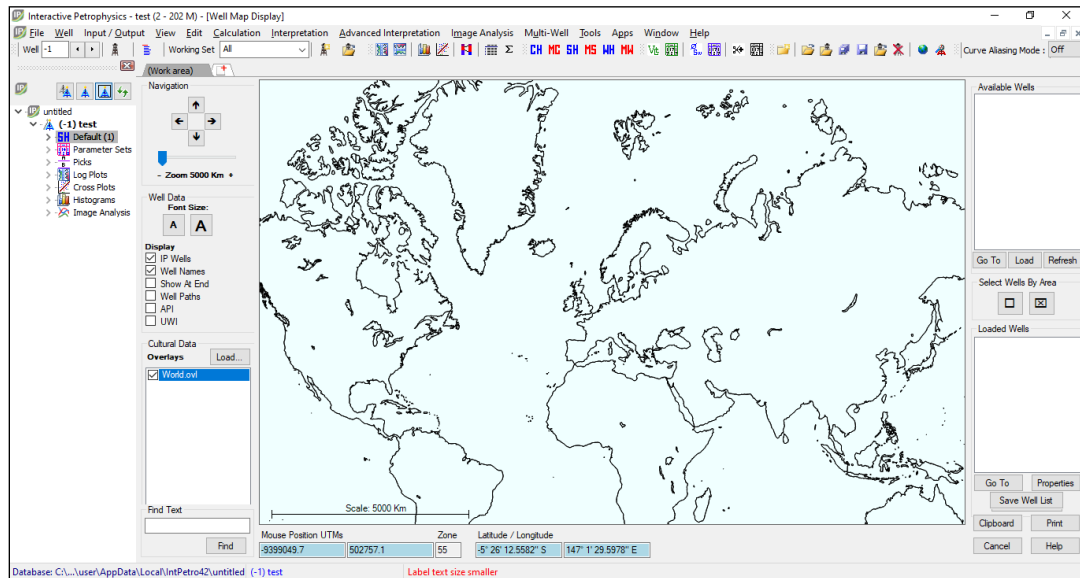 Interactive Petrophysics - test (2 - 202 M) - [Well Map Display]
File Well Input / Output View Edit Calculation Interpretation Advanced Interpretation Image Analysis Multi-Well Tools Apps Window Help
Well -1 Working Set All CH MC SH MS WH MW Curve Aliasing Mode : Off
(Work area)
Navigation
- Zoom 5000 Km +
untitled
(-1) test
SH Default (1)
Parameter Sets
Picks
Log Plots
Cross Plots
Histograms
Image Analysis
Well Data
Font Size:
A A
Display
IP Wells
Well Names
Show At End
Well Paths
API
UWI
Cultural Data
Overlays Load...
World.ovl
Find Text
Find
Scale: 5000 Km
Mouse Position UTMs Zone Latitude / Longitude
-9399049.7 502757.1 55 -5° 26' 12.5582" S 147° 1' 29.5978" E
Available Wells
Go To Load Refresh
Select Wells By Area
Loaded Wells
Go To Properties
Save Well List
Clipboard Print
Cancel Help
Database: C:\...\user\AppData\Local\IntPetro42\untitled (-1) test Label text size smaller